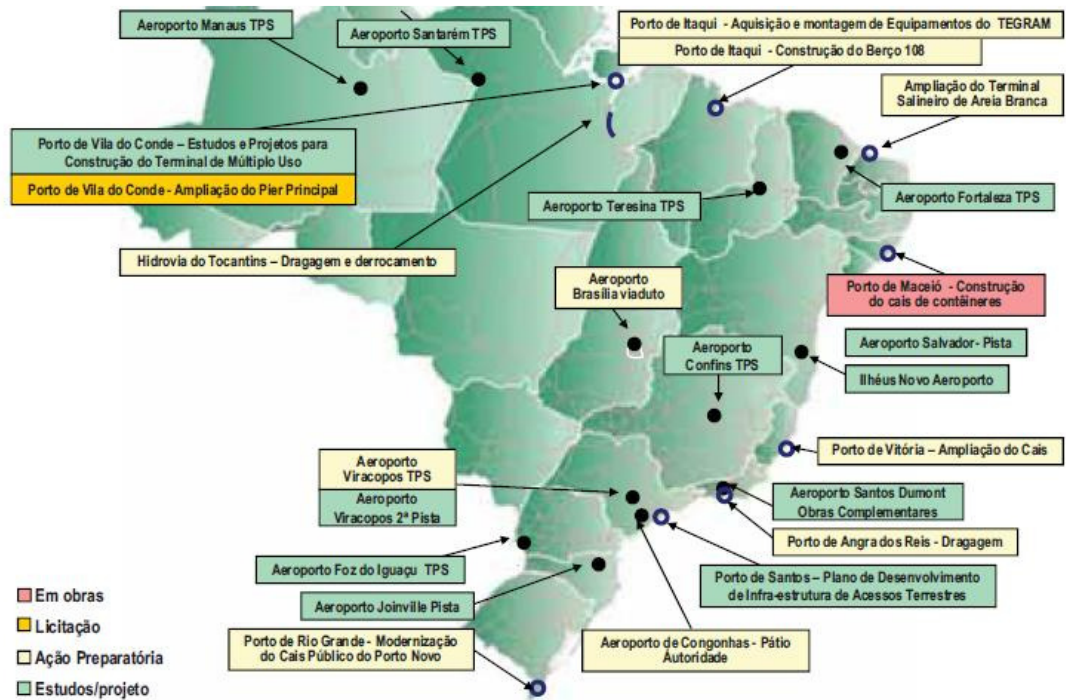 Aeroporto Manaus TPS
Aeroporto Santarém TPS
Porto de Itaqui - Aquisição e montagem de Equipamentos do TEGRAM
Porto de Itaqui - Construção do Berço 108
Ampliação do Terminal
Salineiro de Areia Branca
Porto de Vila do Conde – Estudos e Projetos para
Construção do Terminal de Múltiplo Uso
Porto de Vila do Conde - Ampliação do Pier Principal
Aeroporto Teresina TPS
Aeroporto Fortaleza TPS
Hidrovia do Tocantins – Dragagem e derrocamento
Aeroporto
Brasília viaduto
Porto de Maceió - Construção
do cais de contêineres
Aeroporto
Confins TPS
Aeroporto Salvador- Pista
Ilhéus Novo Aeroporto
Porto de Vitória – Ampliação do Cais
Aeroporto
Viracopos TPS
Aeroporto
Viracopos 2ª Pista
Aeroporto Santos Dumont
Obras Complementares
Porto de Angra dos Reis - Dragagem
Aeroporto Foz do Iguaçu TPS
Porto de Santos – Plano de Desenvolvimento
de Infra-estrutura de Acessos Terrestres
Aeroporto Joinville Pista
Porto de Rio Grande - Modernização
do Cais Público do Porto Novo
Aeroporto de Congonhas - Pátio
Autoridade
Em obras
Licitação
Ação Preparatória
Estudos/projeto